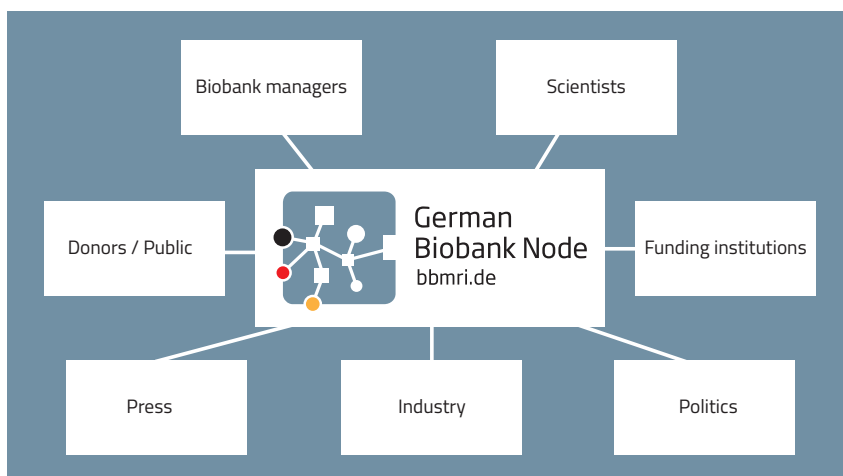 Biobank managers
Scientists
German
Biobank Node
bbmri.de
Donors / Public
Funding institutions
Press
Industry
Politics